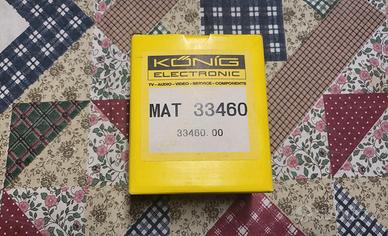 KÖNIG
ELECTRONIC
TV-AUDIO-VIDEO-SERVICE-COMPONENTS
MAT 33460
33460.00